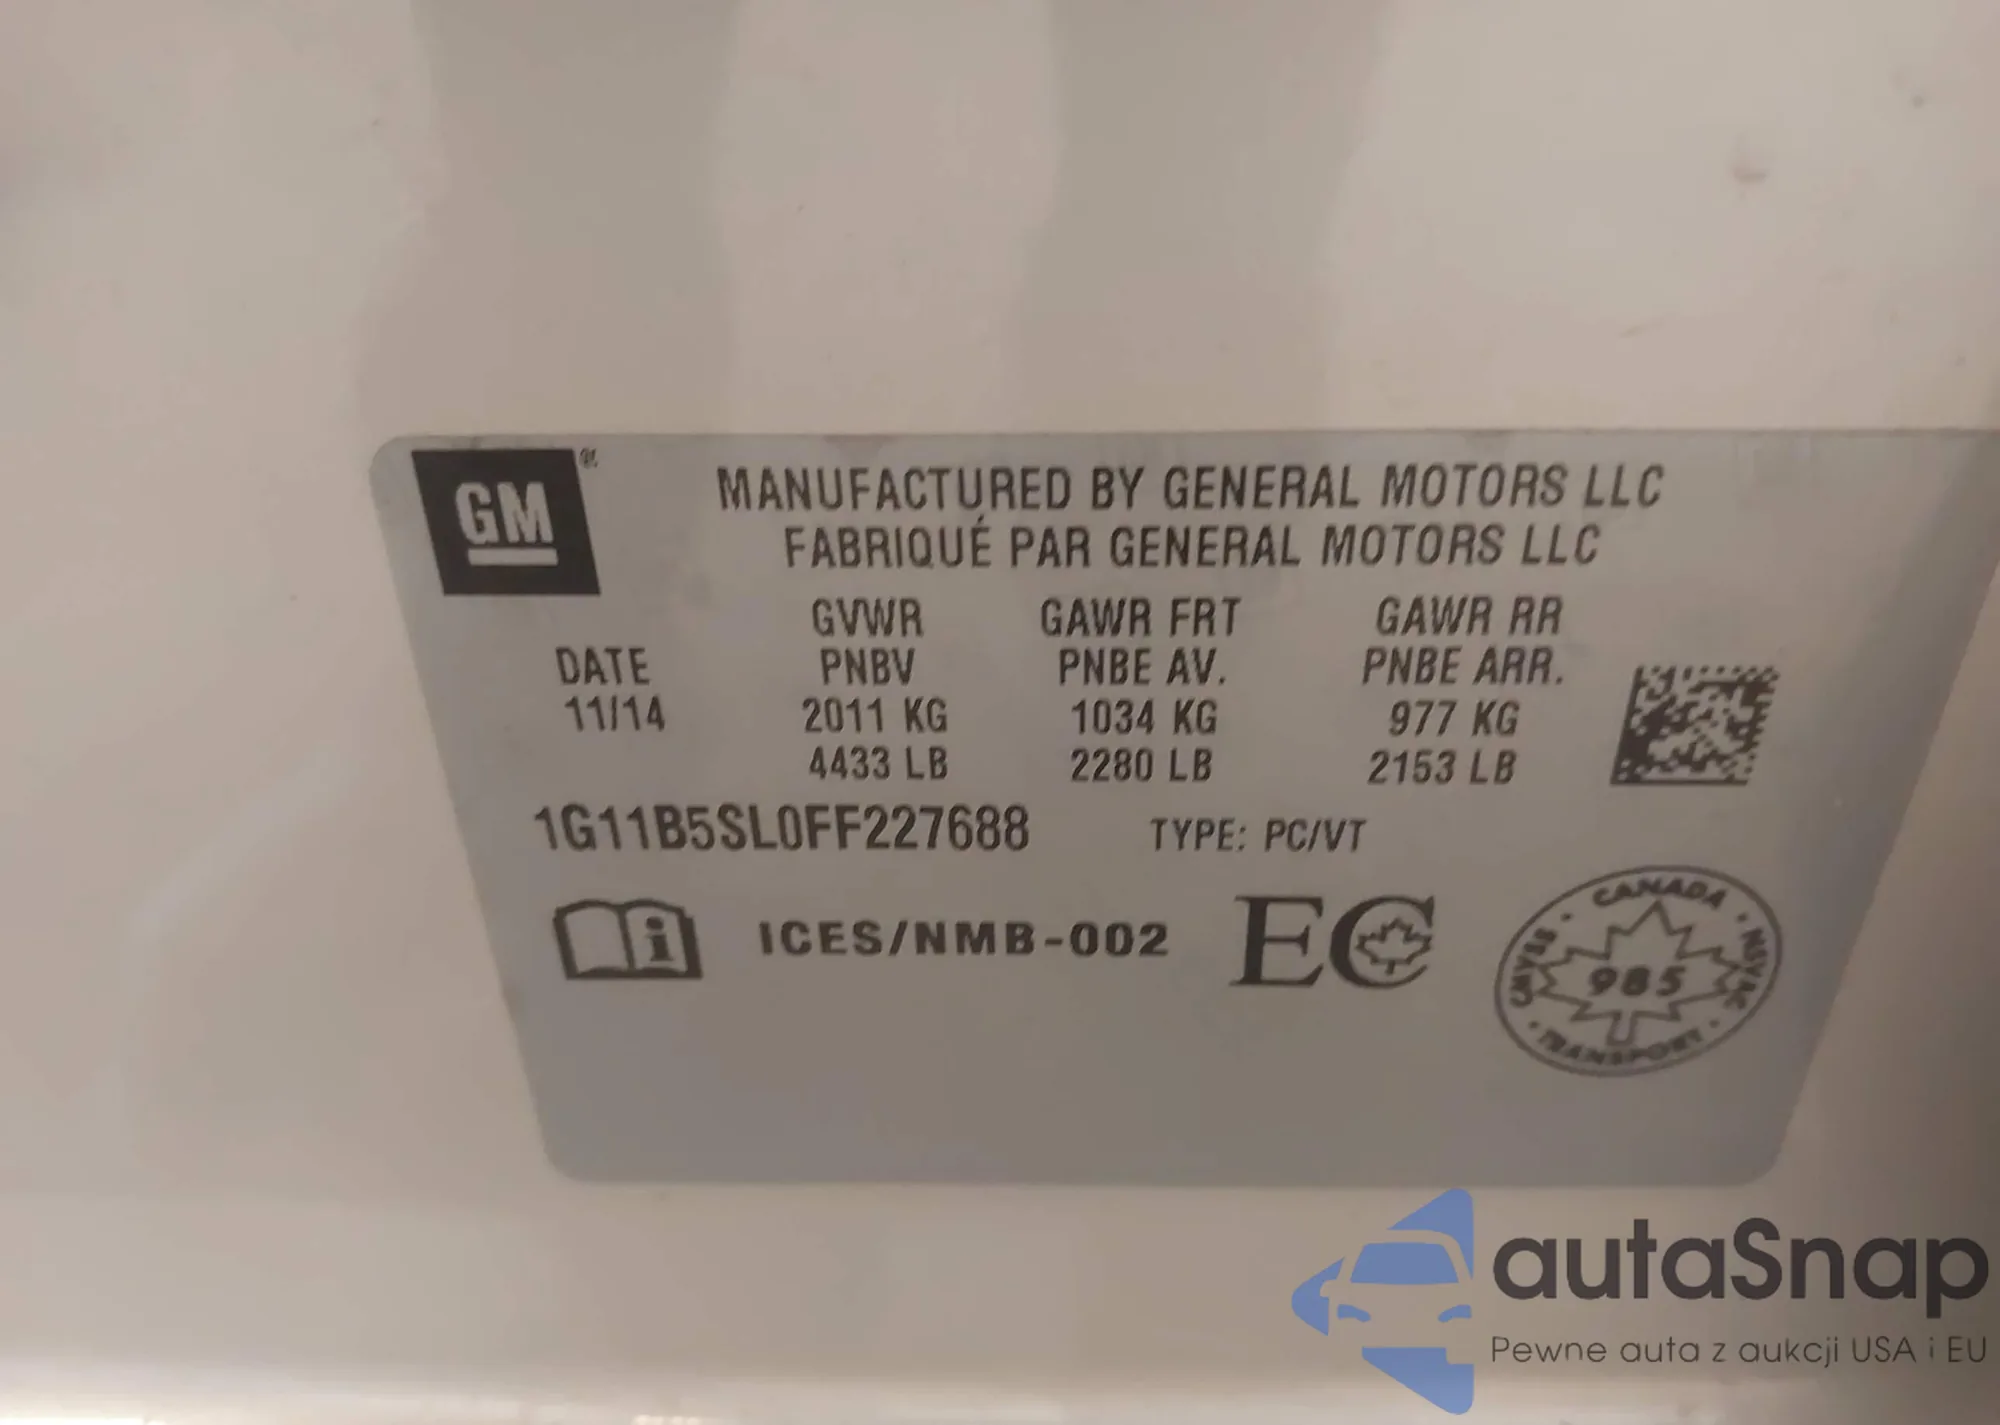 GM®
MANUFACTURED BY GENERAL MOTORS LLC
FABRIQUÉ PAR GENERAL MOTORS LLC
GVWR GAWR FRT GAWR RR
DATE PNBV PNBE AV. PNBE ARR.
11/14 2011 KG 1034 KG 977 KG
4433 LB 2280 LB 2153 LB
1G11B5SL0FF227688 TYPE: PC/VT
i ICES/NMB-002 EC
CANADA • NSVAC • TRANSPORT • CMVSS •
985
autaSnap
Pewne auta z aukcji USA i EU